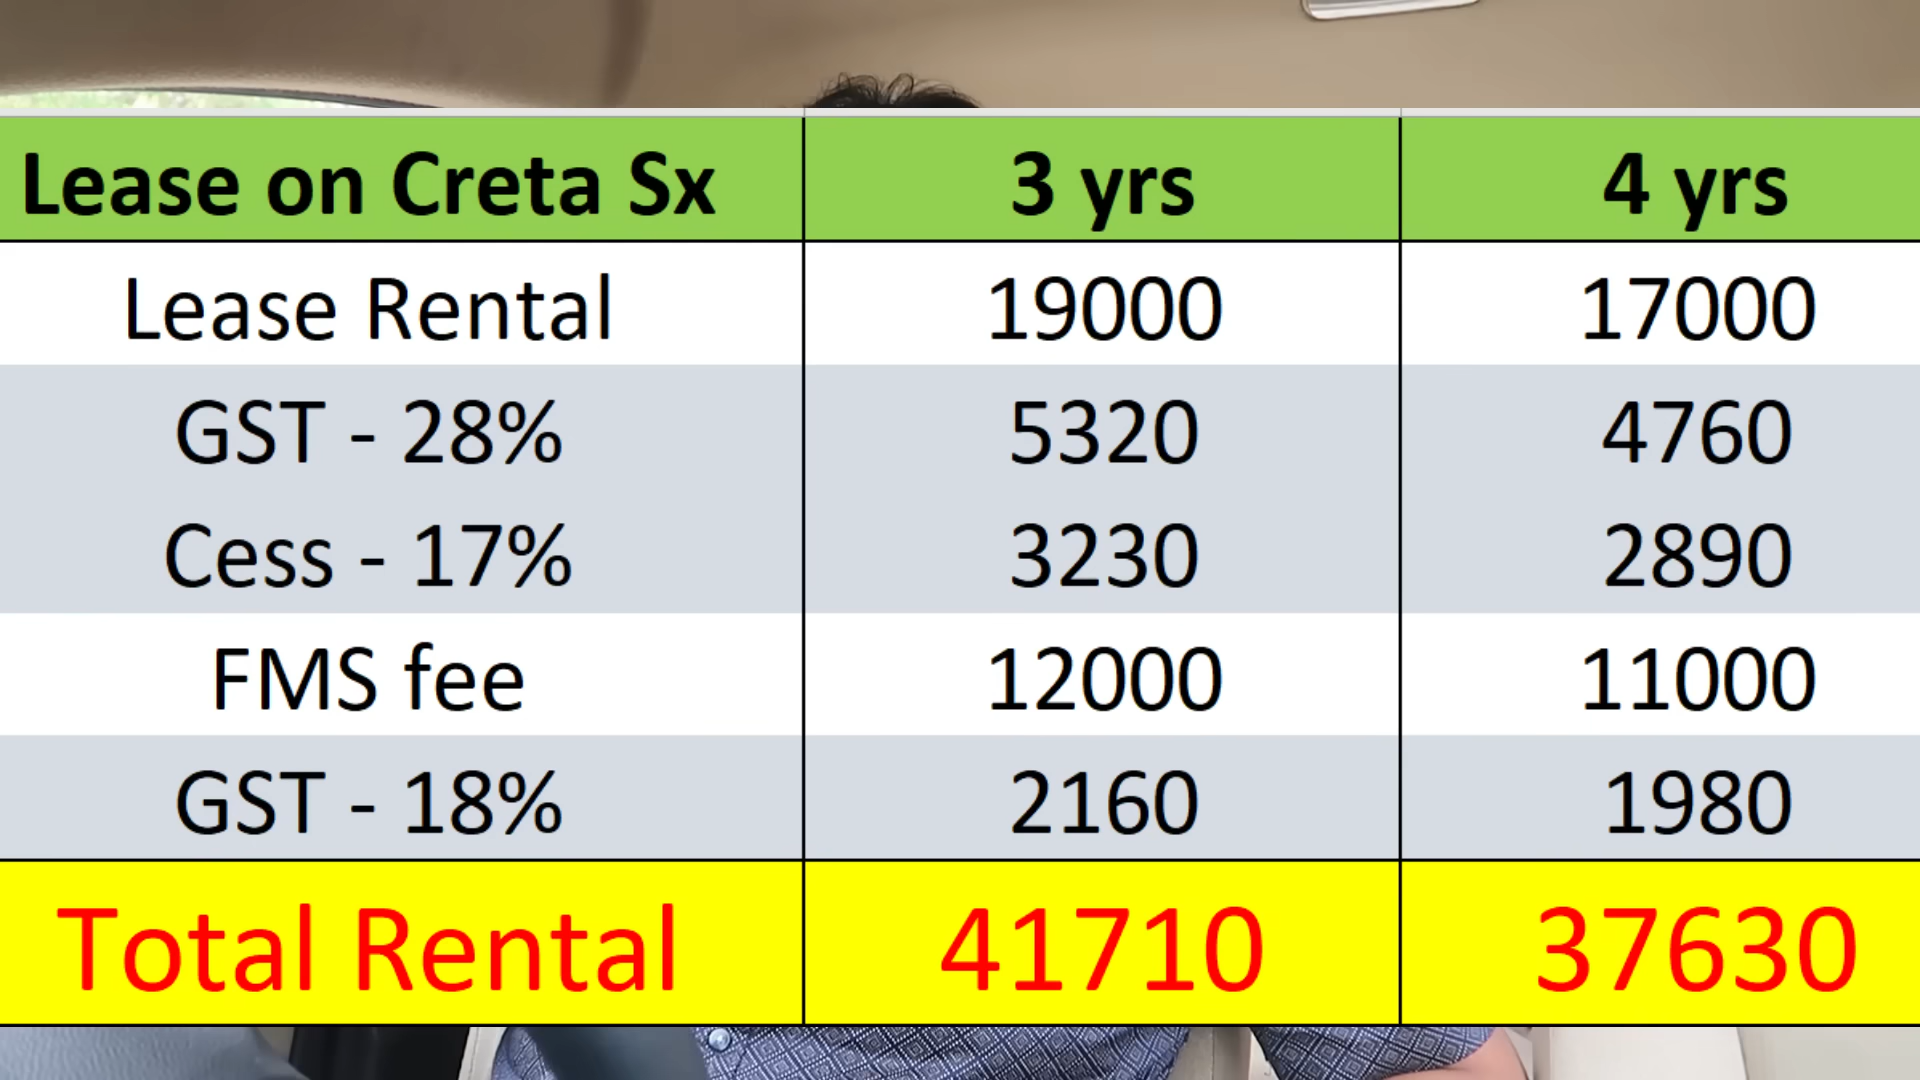 Lease on Creta Sx 3 yrs 4 yrs
Lease Rental 19000 17000
GST - 28% 5320 4760
Cess - 17% 3230 2890
FMS fee 12000 11000
GST - 18% 2160 1980
Total Rental 41710 37630